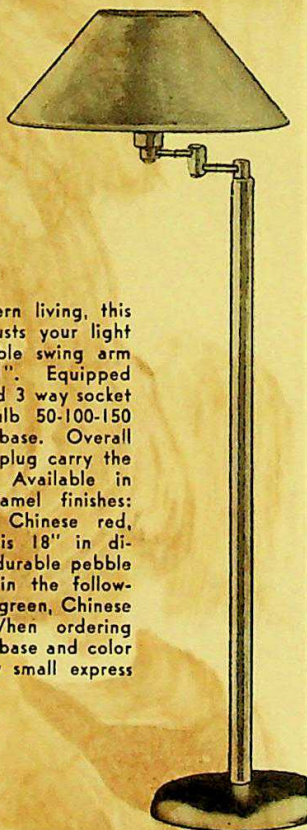 ern living, this
usts your light
ble swing arm
". Equipped
d 3 way socket
ulb 50-100-150
base. Overall
plug carry the
Available in
amel finishes:
Chinese red,
is 18" in di-
durable pebble
in the follow-
green, Chinese
hen ordering
base and color
small express